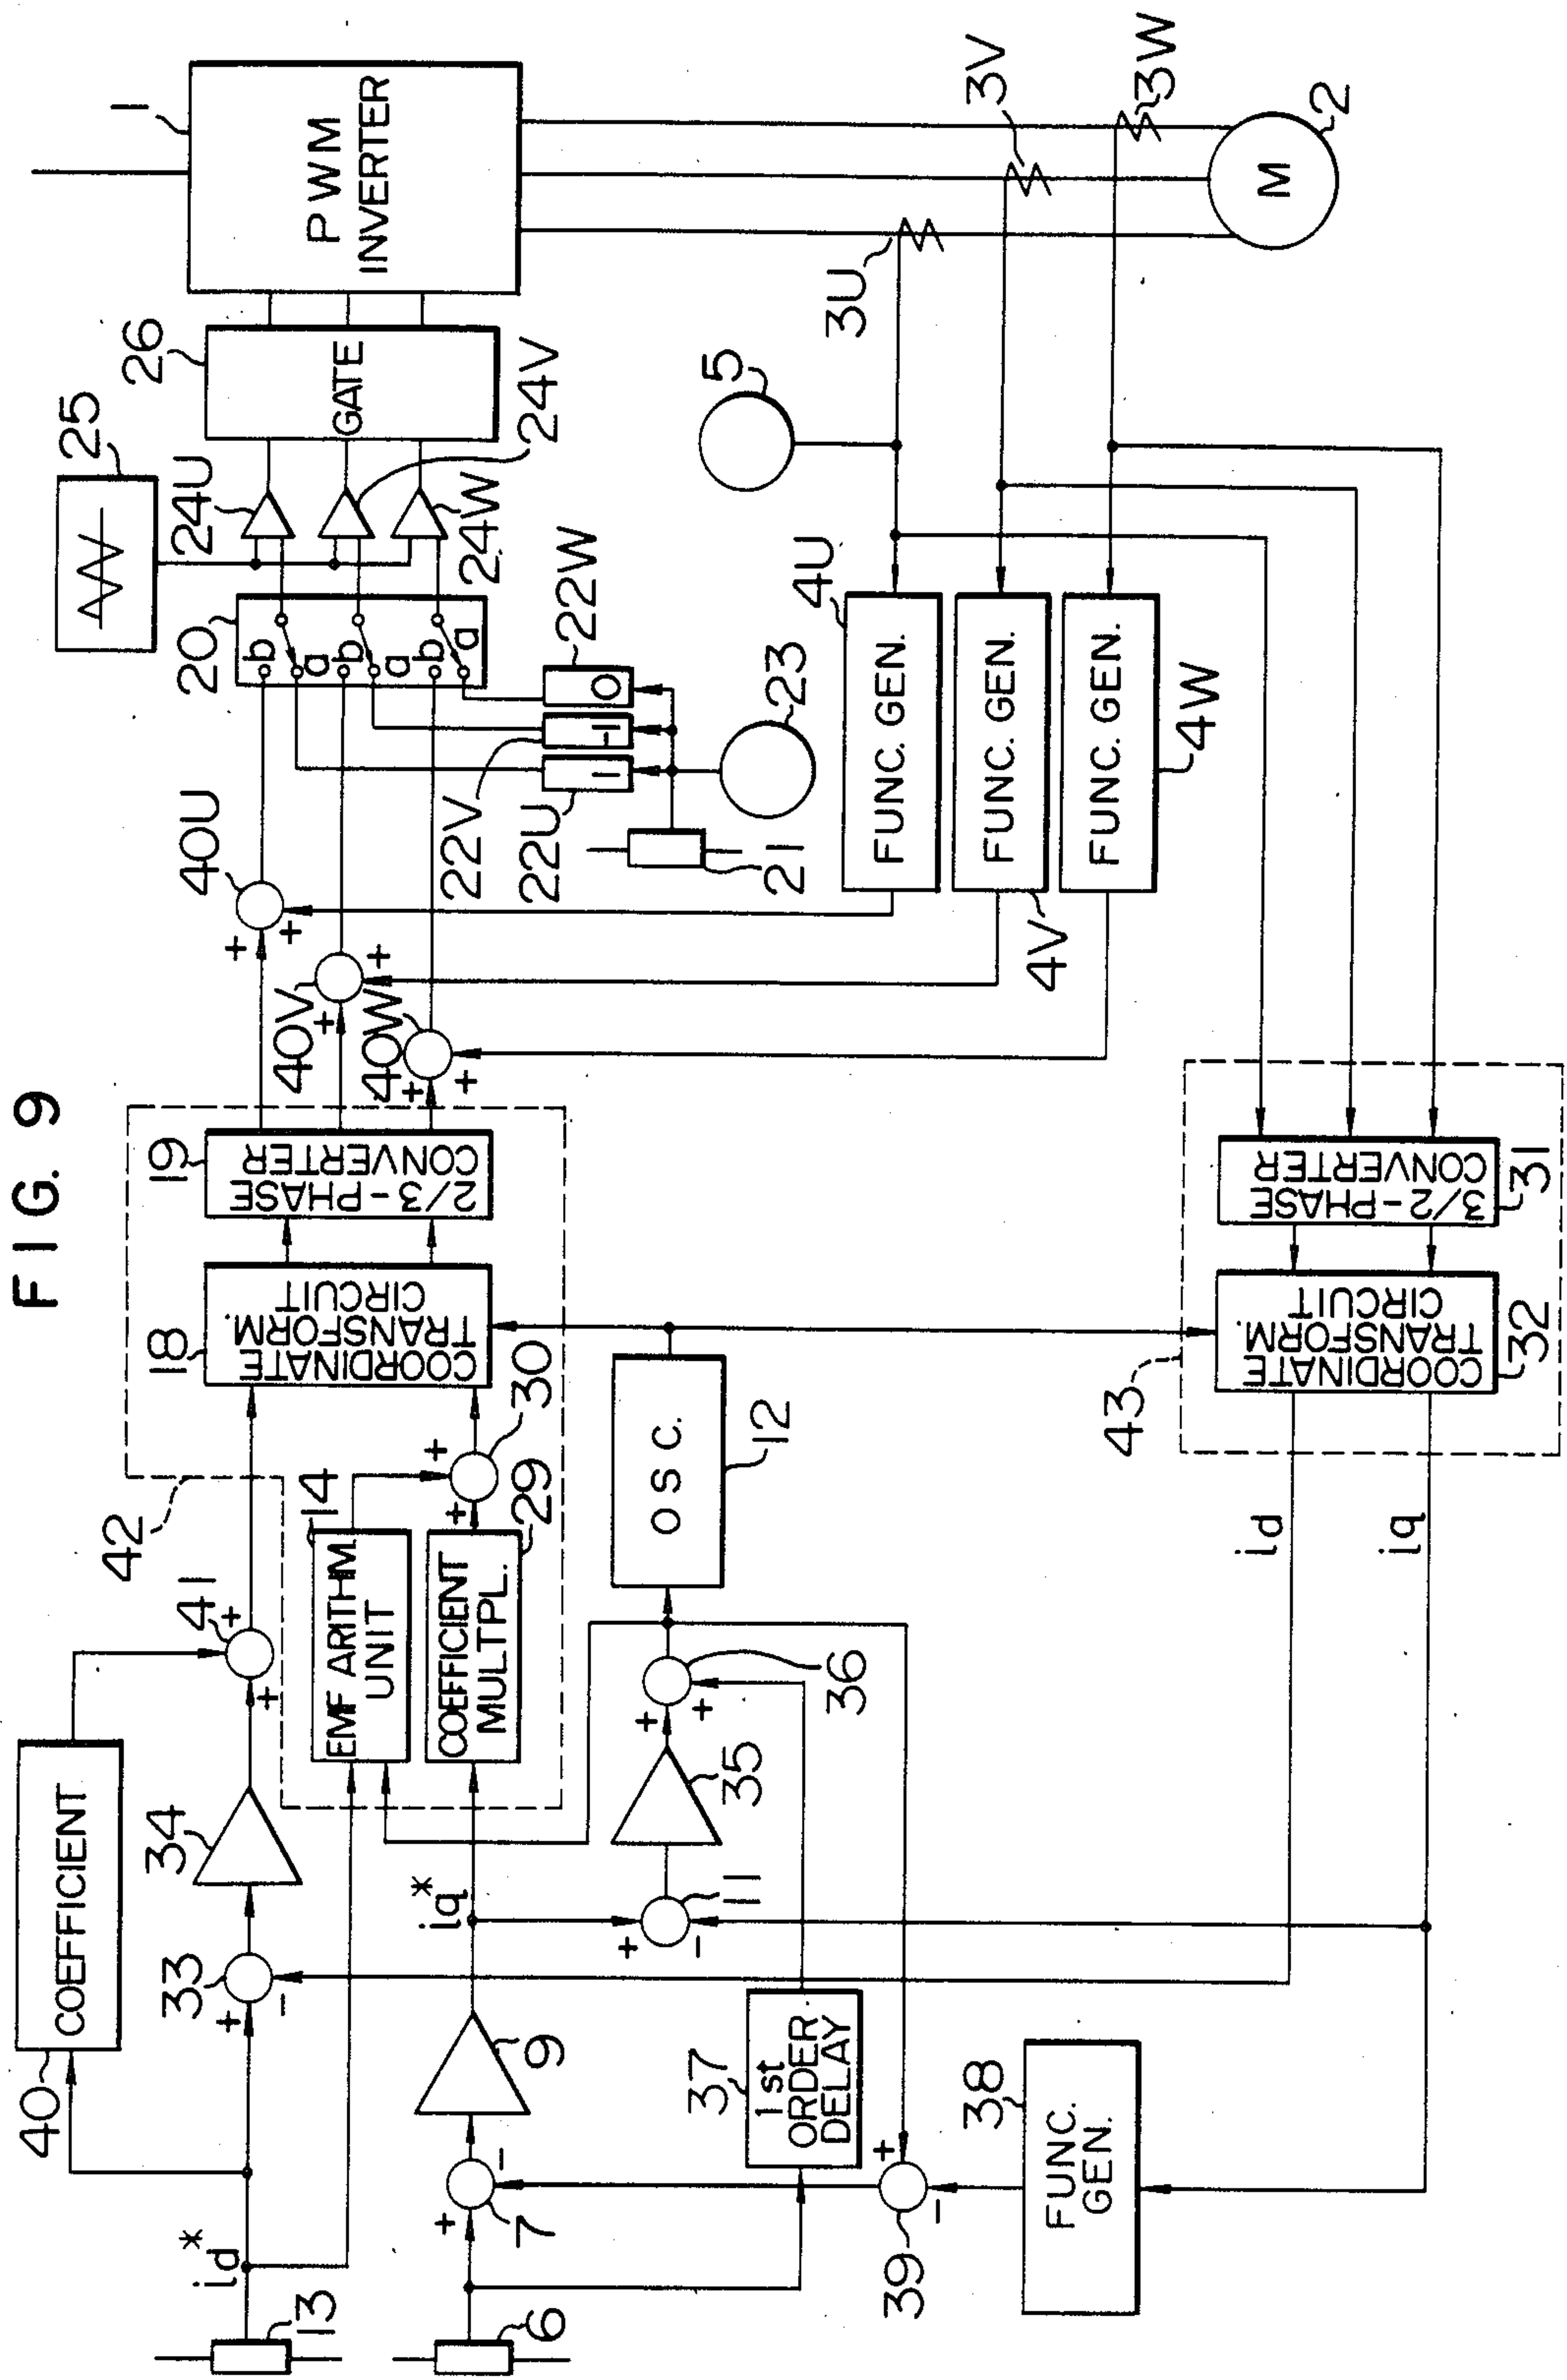 FIG. 9
1
PWM
INVERTER
26
GATE
25
24U
24V
24W
20
b
a
b
a
b
a
22W
0
22V
-1
22U
1
21
23
5
3U
3V
3W
M
2
4U
FUNC. GEN.
FUNC. GEN.
4V
FUNC. GEN.
4W
40U
+
+
40V
+
+
40W
+
+
19
2/3-PHASE
CONVERTER
18
COORDINATE
TRANSFORM.
CIRCUIT
42
14
EMF ARITHM.
UNIT
COEFFICIENT
MULTPL.
29
+
+
30
OSC.
12
43
3/2-PHASE
CONVERTER
31
COORDINATE
TRANSFORM.
CIRCUIT
32
id
iq
41
+
+
COEFFICIENT
40
34
33
+
-
id*
13
iq*
9
7
+
-
6
11
+
-
35
36
+
+
37
1st
ORDER
DELAY
38
FUNC.
GEN.
39
+
-